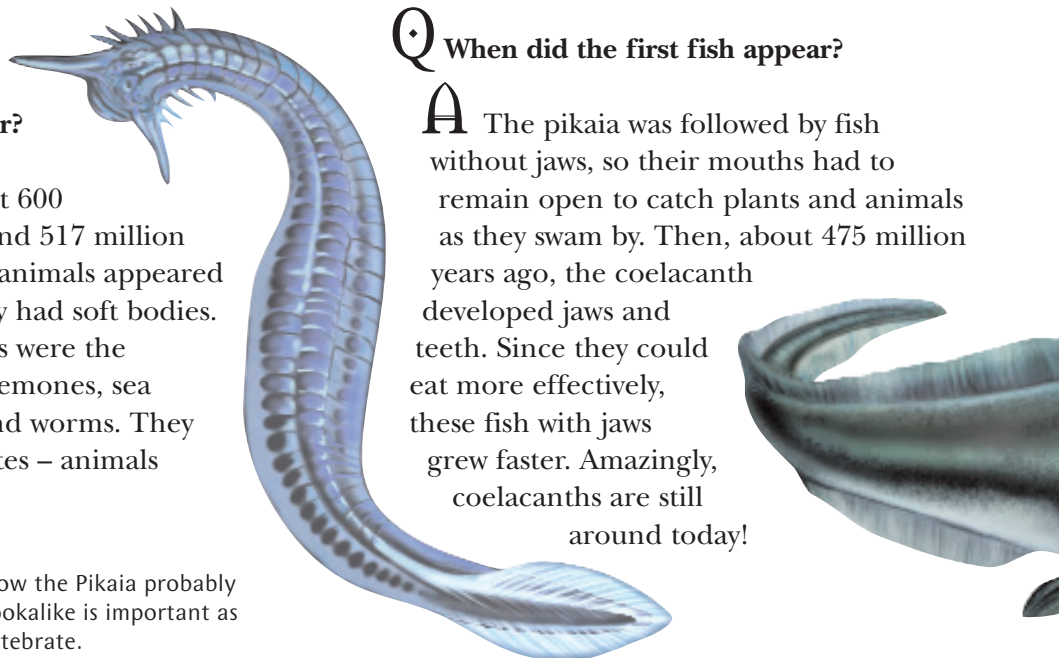 r?
t 600
nd 517 million
animals appeared
y had soft bodies.
s were the
emones, sea
nd worms. They
tes – animals
ow the Pikaia probably
ookalike is important as
tebrate.
Q When did the first fish appear?
A The pikaia was followed by fish
without jaws, so their mouths had to
remain open to catch plants and animals
as they swam by. Then, about 475 million
years ago, the coelacanth
developed jaws and
teeth. Since they could
eat more effectively,
these fish with jaws
grew faster. Amazingly,
coelacanths are still
around today!